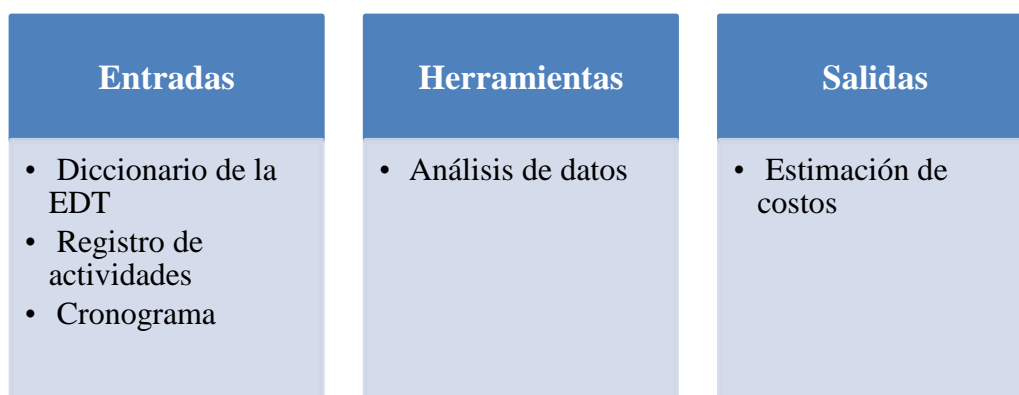 Entradas
• Diccionario de la
EDT
• Registro de
actividades
• Cronograma
Herramientas
• Análisis de datos
Salidas
• Estimación de
costos